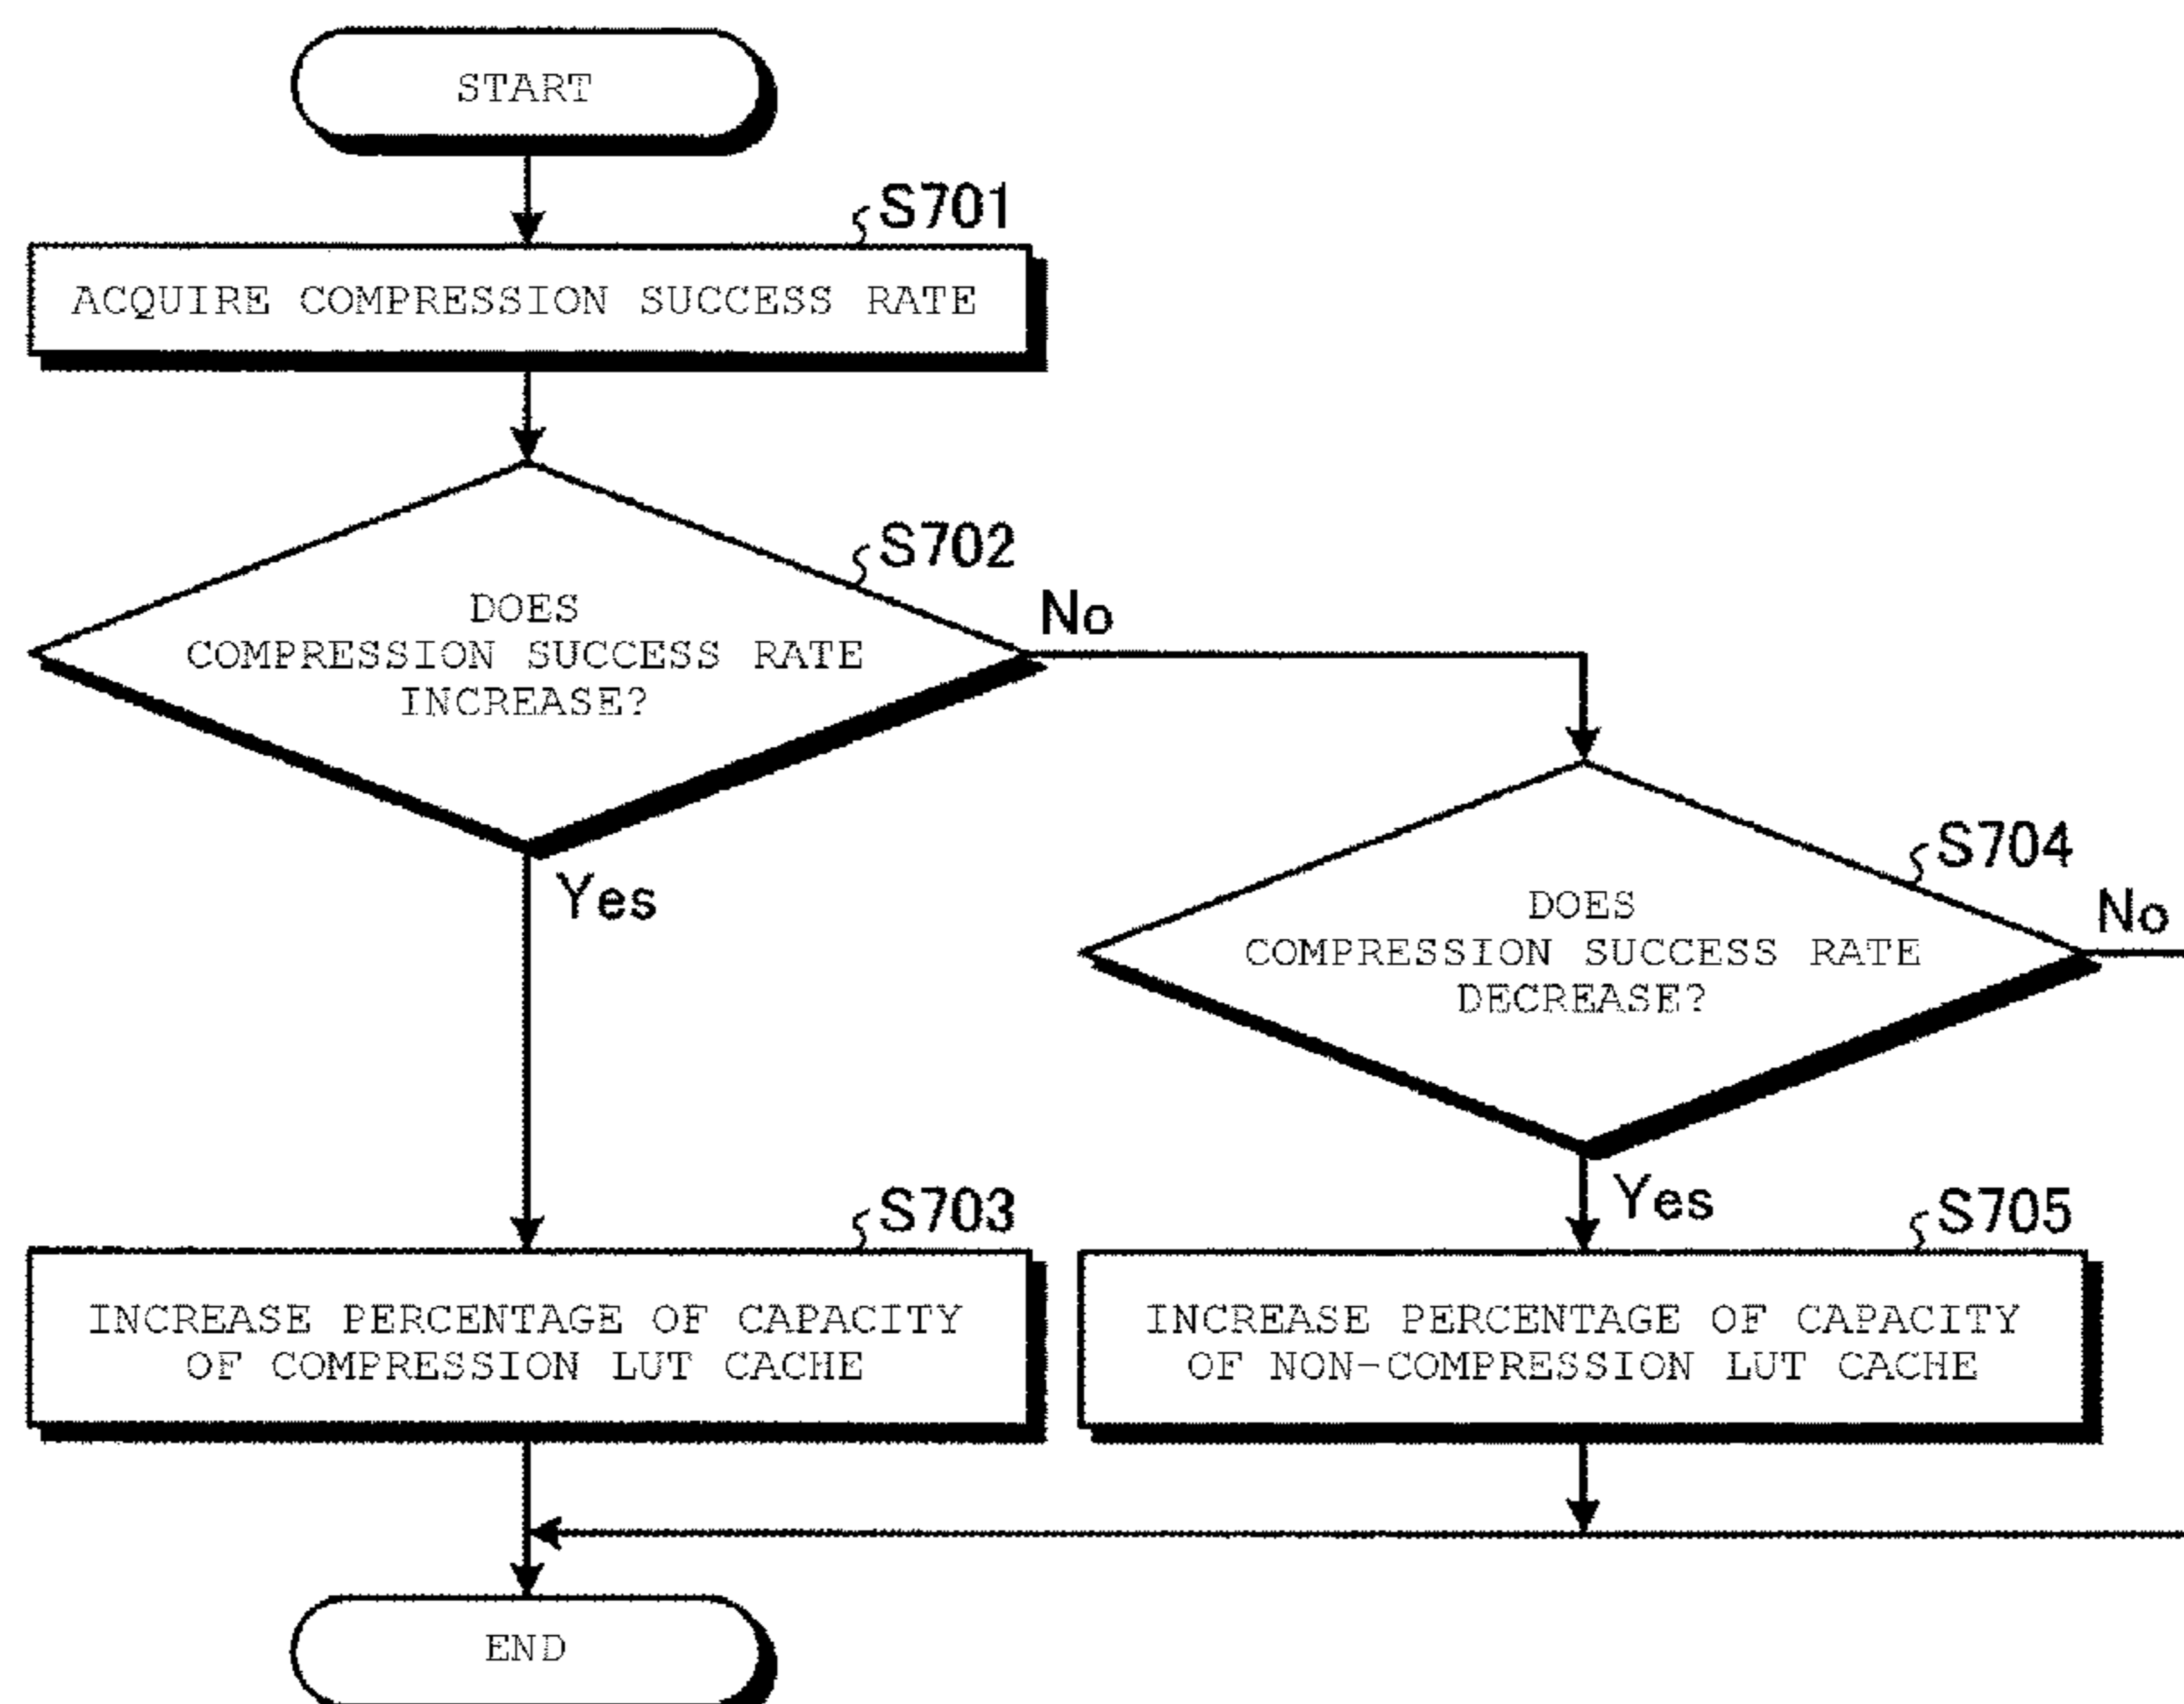 START
S701
ACQUIRE COMPRESSION SUCCESS RATE
S702
DOES
COMPRESSION SUCCESS RATE
INCREASE?
No
Yes
S704
DOES
COMPRESSION SUCCESS RATE
DECREASE?
No
Yes
S703
INCREASE PERCENTAGE OF CAPACITY
OF COMPRESSION LUT CACHE
S705
INCREASE PERCENTAGE OF CAPACITY
OF NON-COMPRESSION LUT CACHE
END